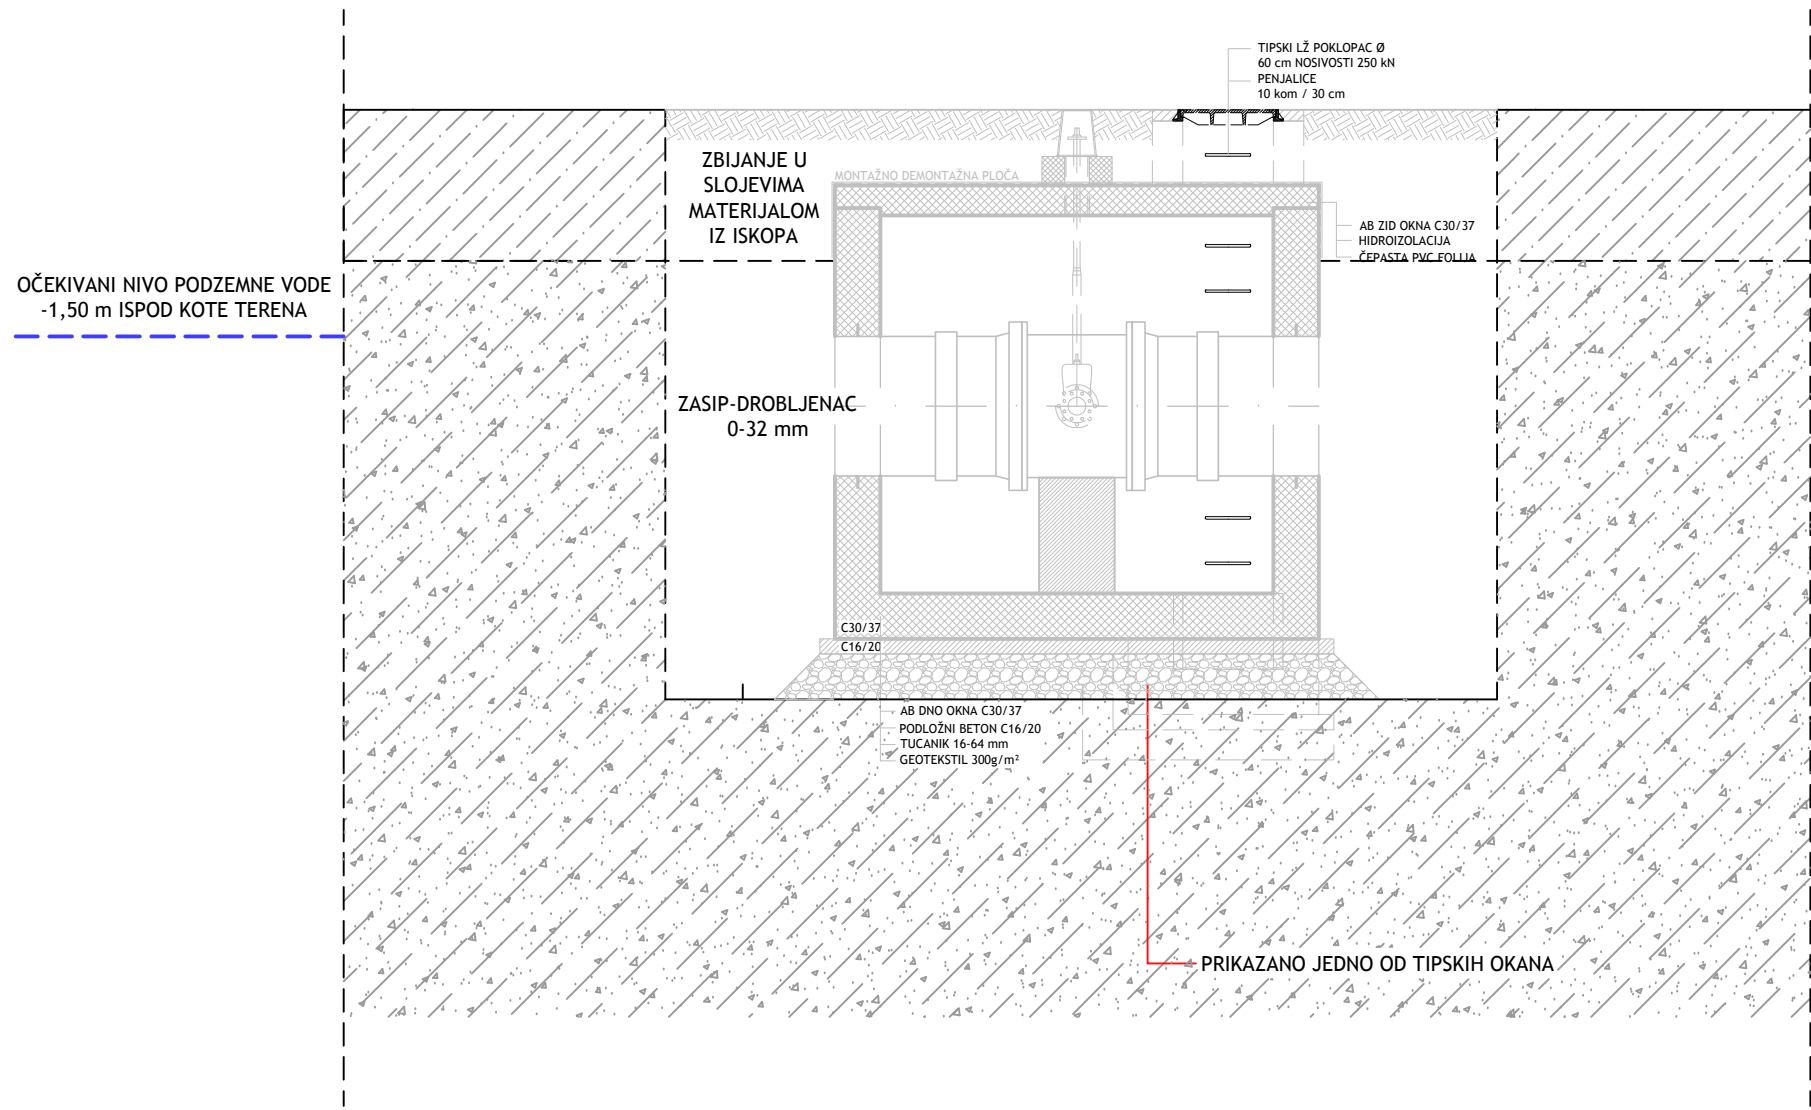 TIPSKI LŽ POKLOPAC Ø
60 cm NOSIVOSTI 250 kN
PENJALICE
10 kom / 30 cm
ZBIJANJE U
SLOJEVIMA
MATERIJALOM
IZ ISKOPA
MONTAŽNO DEMONTAŽNA PLOČA
AB ZID OKNA C30/37
HIDROIZOLACIJA
ČEPASTA PVC FOLIJA
OČEKIVANI NIVO PODZEMNE VODE
-1,50 m ISPOD KOTE TERENA
ZASIP-DROBLJENAC
0-32 mm
C30/37
C16/20
AB DNO OKNA C30/37
PODLOŽNI BETON C16/20
TUCANIK 16-64 mm
GEOTEKSTIL 300g/m²
PRIKAZANO JEDNO OD TIPSKIH OKANA